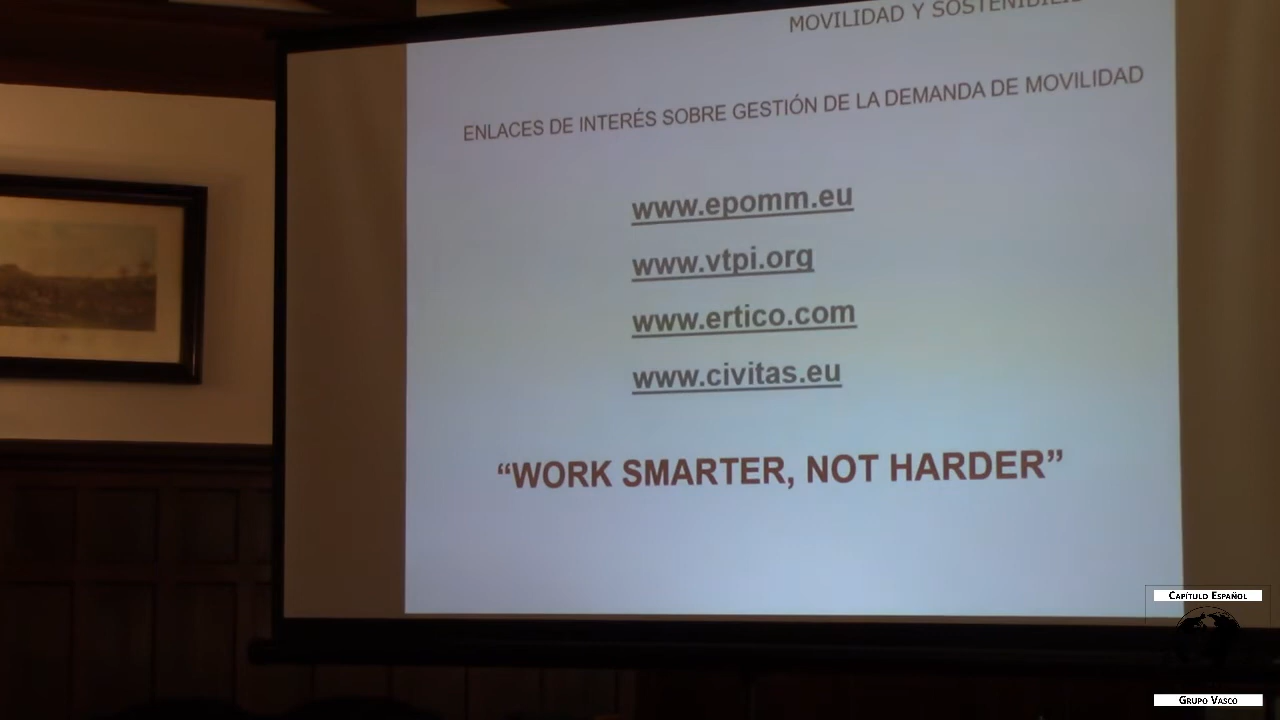 MOVILIDAD Y
ENLACES DE INTERÉS SOBRE GESTIÓN DE LA DEMANDA DE MOVILIDAD
www.epomm.eu
www.vtpi.org
www.ertico.com
www.civitas.eu
“WORK SMARTER, NOT HARDER”
CAPÍTULO ESPAÑOL
GRUPO VASCO